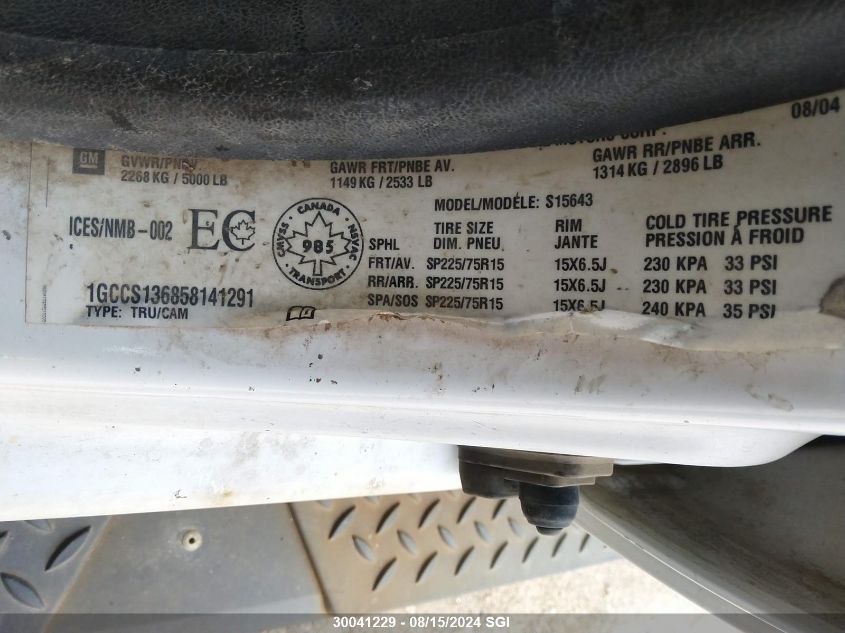 08/04
GM
GVWR/PNBV
2268 KG / 5000 LB
GAWR FRT/PNBE AV.
1149 KG / 2533 LB
GAWR RR/PNBE ARR.
1314 KG / 2896 LB
MODEL/MODÉLE: S15643
ICES/NMB-002
EC
CANADA
CMVSS
NSVAC
985
TRANSPORT
SPHL TIRE SIZE DIM. PNEU RIM JANTE COLD TIRE PRESSURE PRESSION À FROID
FRT/AV. SP225/75R15 15X6.5J 230 KPA 33 PSI
RR/ARR. SP225/75R15 15X6.5J 230 KPA 33 PSI
SPA/SOS SP225/75R15 15X6.5J 240 KPA 35 PSI
1GCCS136858141291
TYPE: TRU/CAM
30041229 - 08/15/2024 SGI